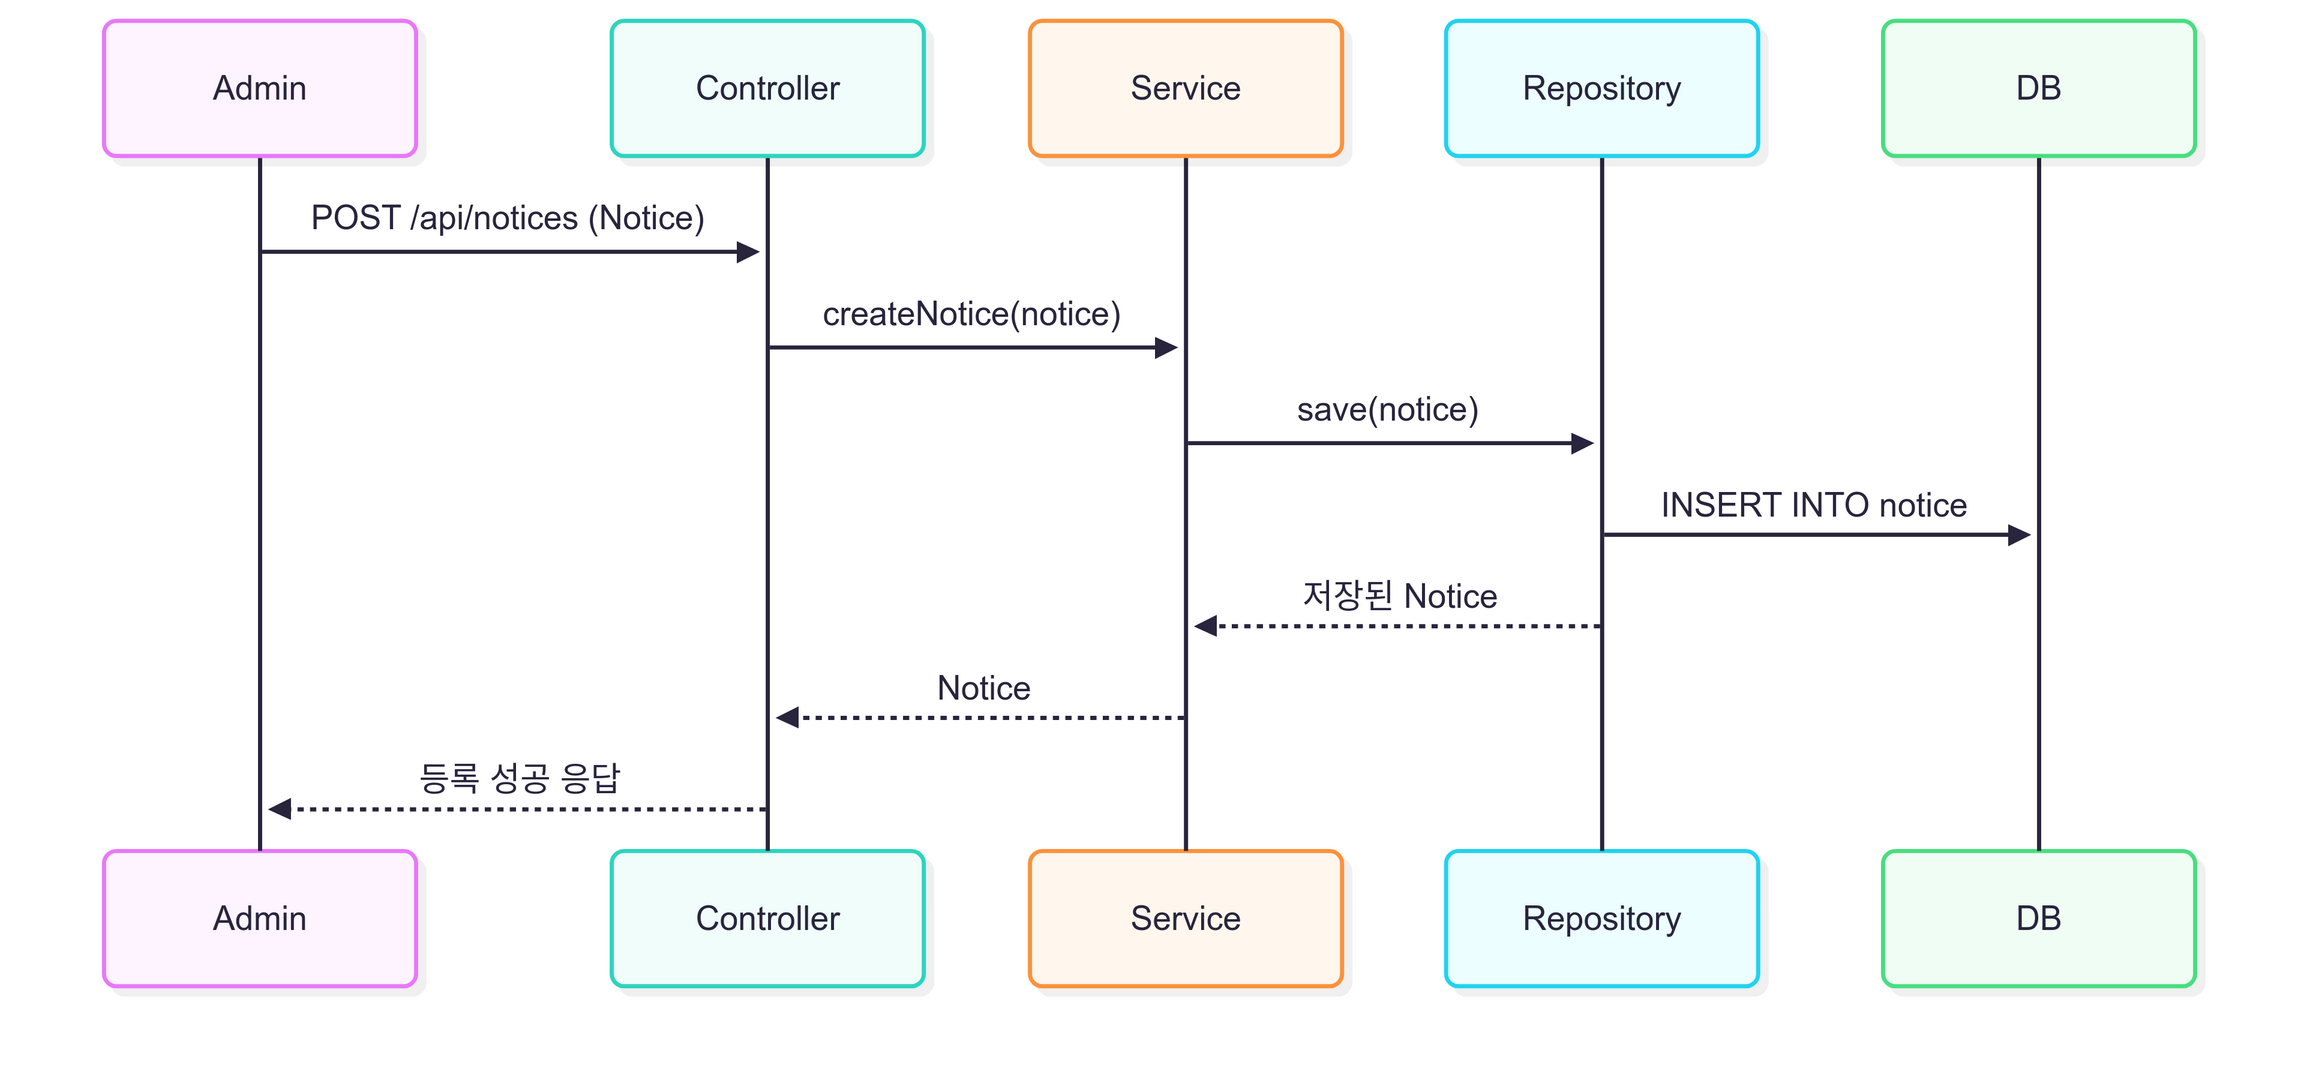 Admin
Controller
Service
Repository
DB
POST /api/notices (Notice)
createNotice(notice)
save(notice)
INSERT INTO notice
저장된 Notice
Notice
등록 성공 응답
Admin
Controller
Service
Repository
DB